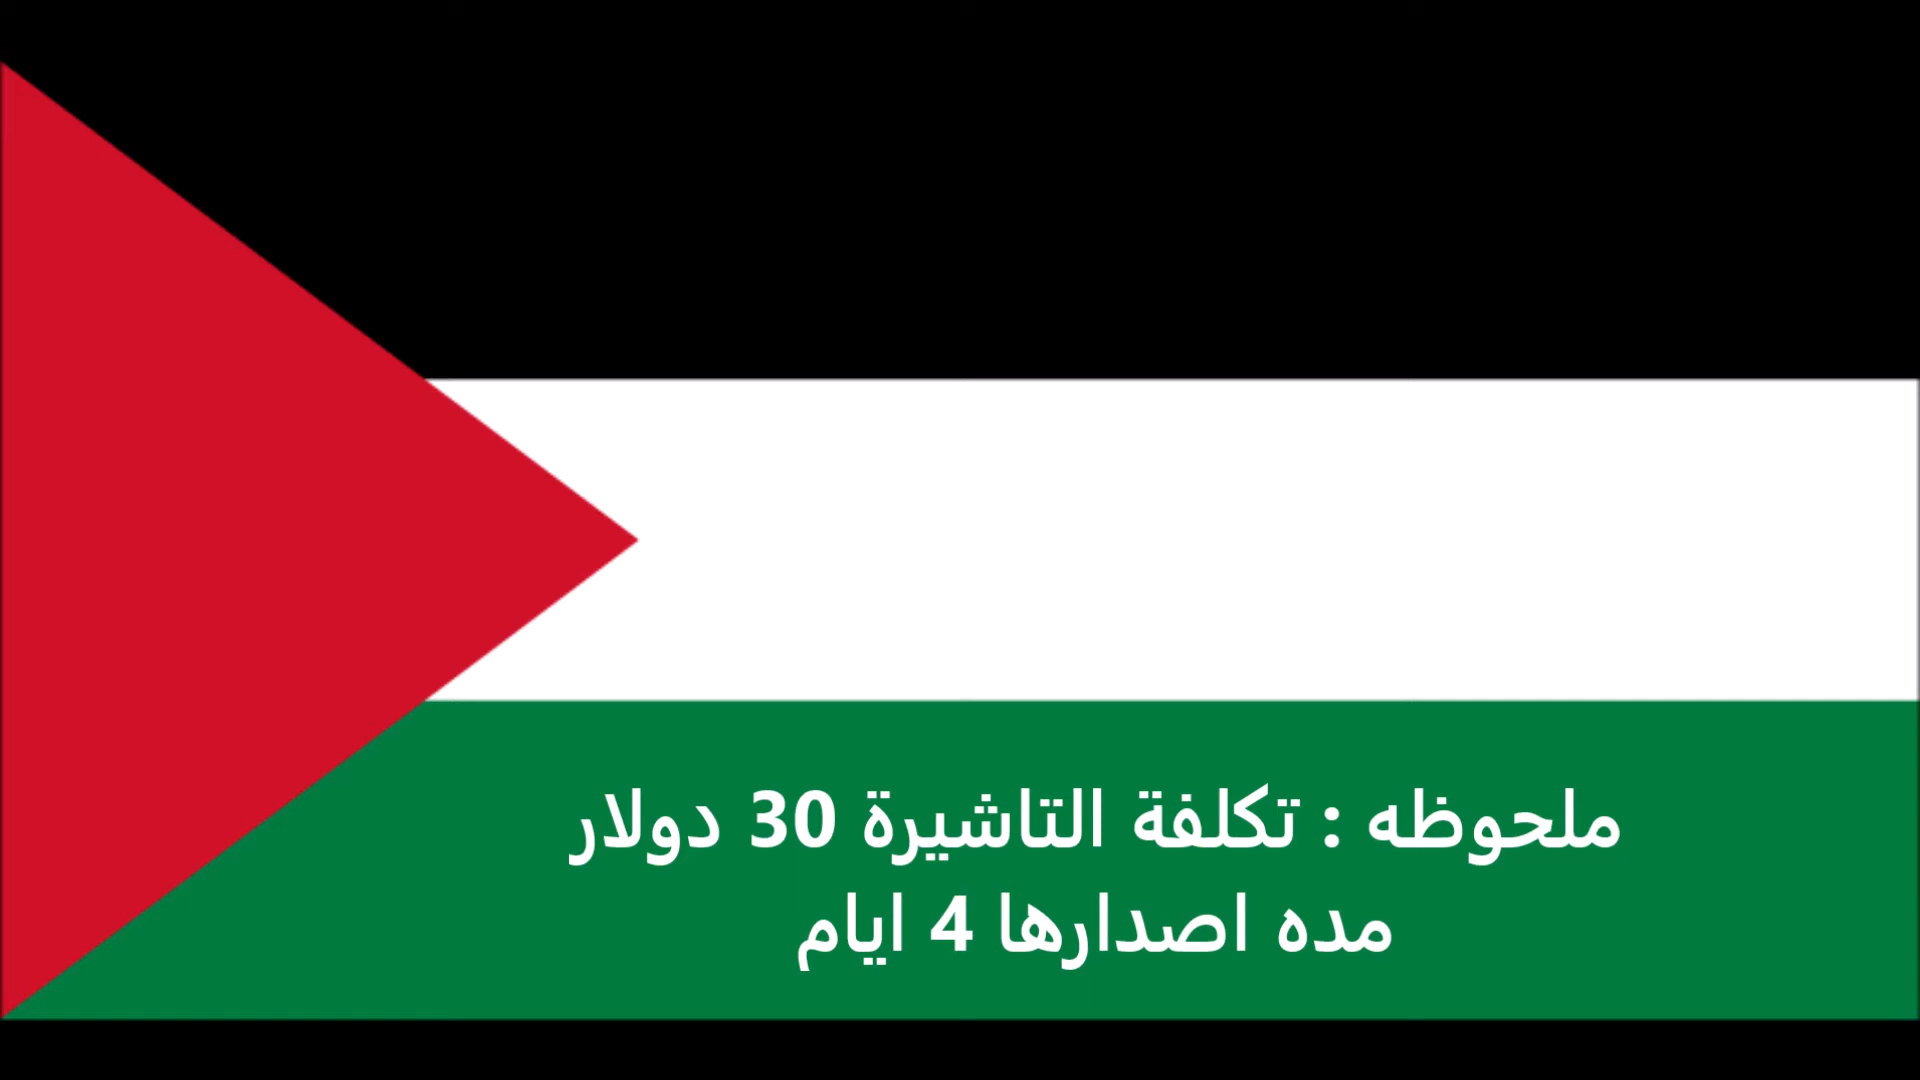 ملحوظه : تكلفة التاشيرة 30 دولار
مده اصدارها 4 ايام